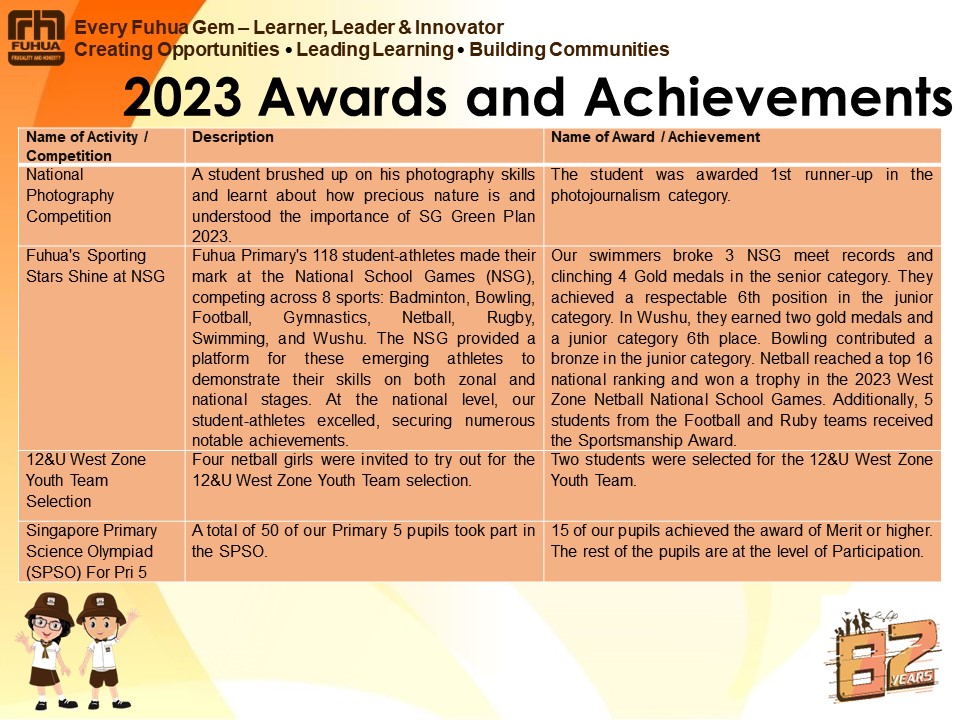 FUHUA
FRUGALITY AND HONESTY
Every Fuhua Gem – Learner, Leader & Innovator
Creating Opportunities • Leading Learning • Building Communities
2023 Awards and Achievements
Name of Activity /
Competition
Description
Name of Award / Achievement
National
Photography
Competition
A student brushed up on his photography skills
and learnt about how precious nature is and
understood the importance of SG Green Plan
2023.
The student was awarded 1st runner-up in the
photojournalism category.
Fuhua's Sporting
Stars Shine at NSG
Fuhua Primary's 118 student-athletes made their
mark at the National School Games (NSG),
competing across 8 sports: Badminton, Bowling,
Football, Gymnastics, Netball, Rugby,
Swimming, and Wushu. The NSG provided a
platform for these emerging athletes to
demonstrate their skills on both zonal and
national stages. At the national level, our
student-athletes excelled, securing numerous
notable achievements.
Our swimmers broke 3 NSG meet records and
clinching 4 Gold medals in the senior category. They
achieved a respectable 6th position in the junior
category. In Wushu, they earned two gold medals and
a junior category 6th place. Bowling contributed a
bronze in the junior category. Netball reached a top 16
national ranking and won a trophy in the 2023 West
Zone Netball National School Games. Additionally, 5
students from the Football and Ruby teams received
the Sportsmanship Award.
12&U West Zone
Youth Team
Selection
Four netball girls were invited to try out for the
12&U West Zone Youth Team selection.
Two students were selected for the 12&U West Zone
Youth Team.
Singapore Primary
Science Olympiad
(SPSO) For Pri 5
A total of 50 of our Primary 5 pupils took part in
the SPSO.
15 of our pupils achieved the award of Merit or higher.
The rest of the pupils are at the level of Participation.
82
YEARS